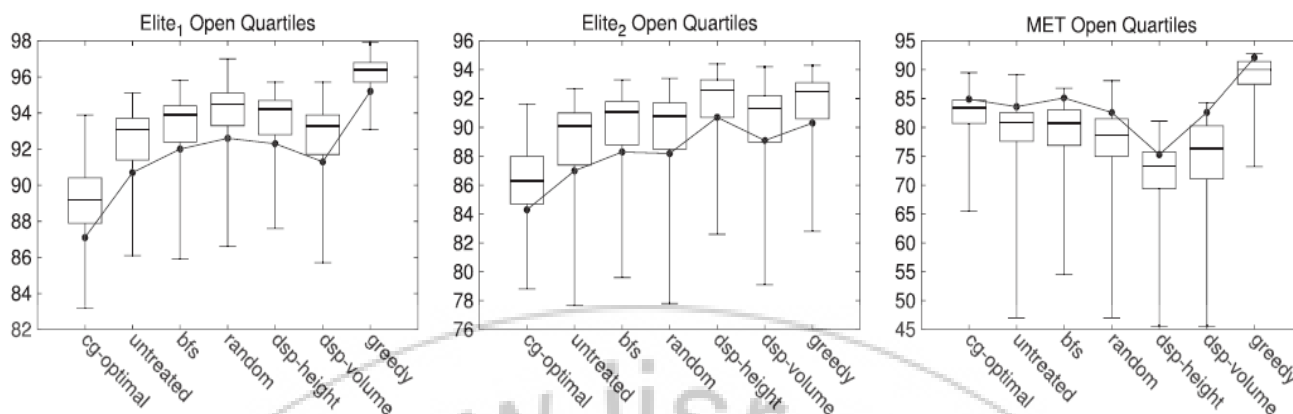 Elite1 Open Quartiles
98
96
94
92
90
88
86
84
82
cg-optimal
untreated
bfs
random
dsp-height
dsp-volume
greedy
Elite2 Open Quartiles
96
94
92
90
88
86
84
82
80
78
76
cg-optimal
untreated
bfs
random
dsp-height
dsp-volume
greedy
MET Open Quartiles
95
90
85
80
75
70
65
60
55
50
45
cg-optimal
untreated
bfs
random
dsp-height
dsp-volume
greedy